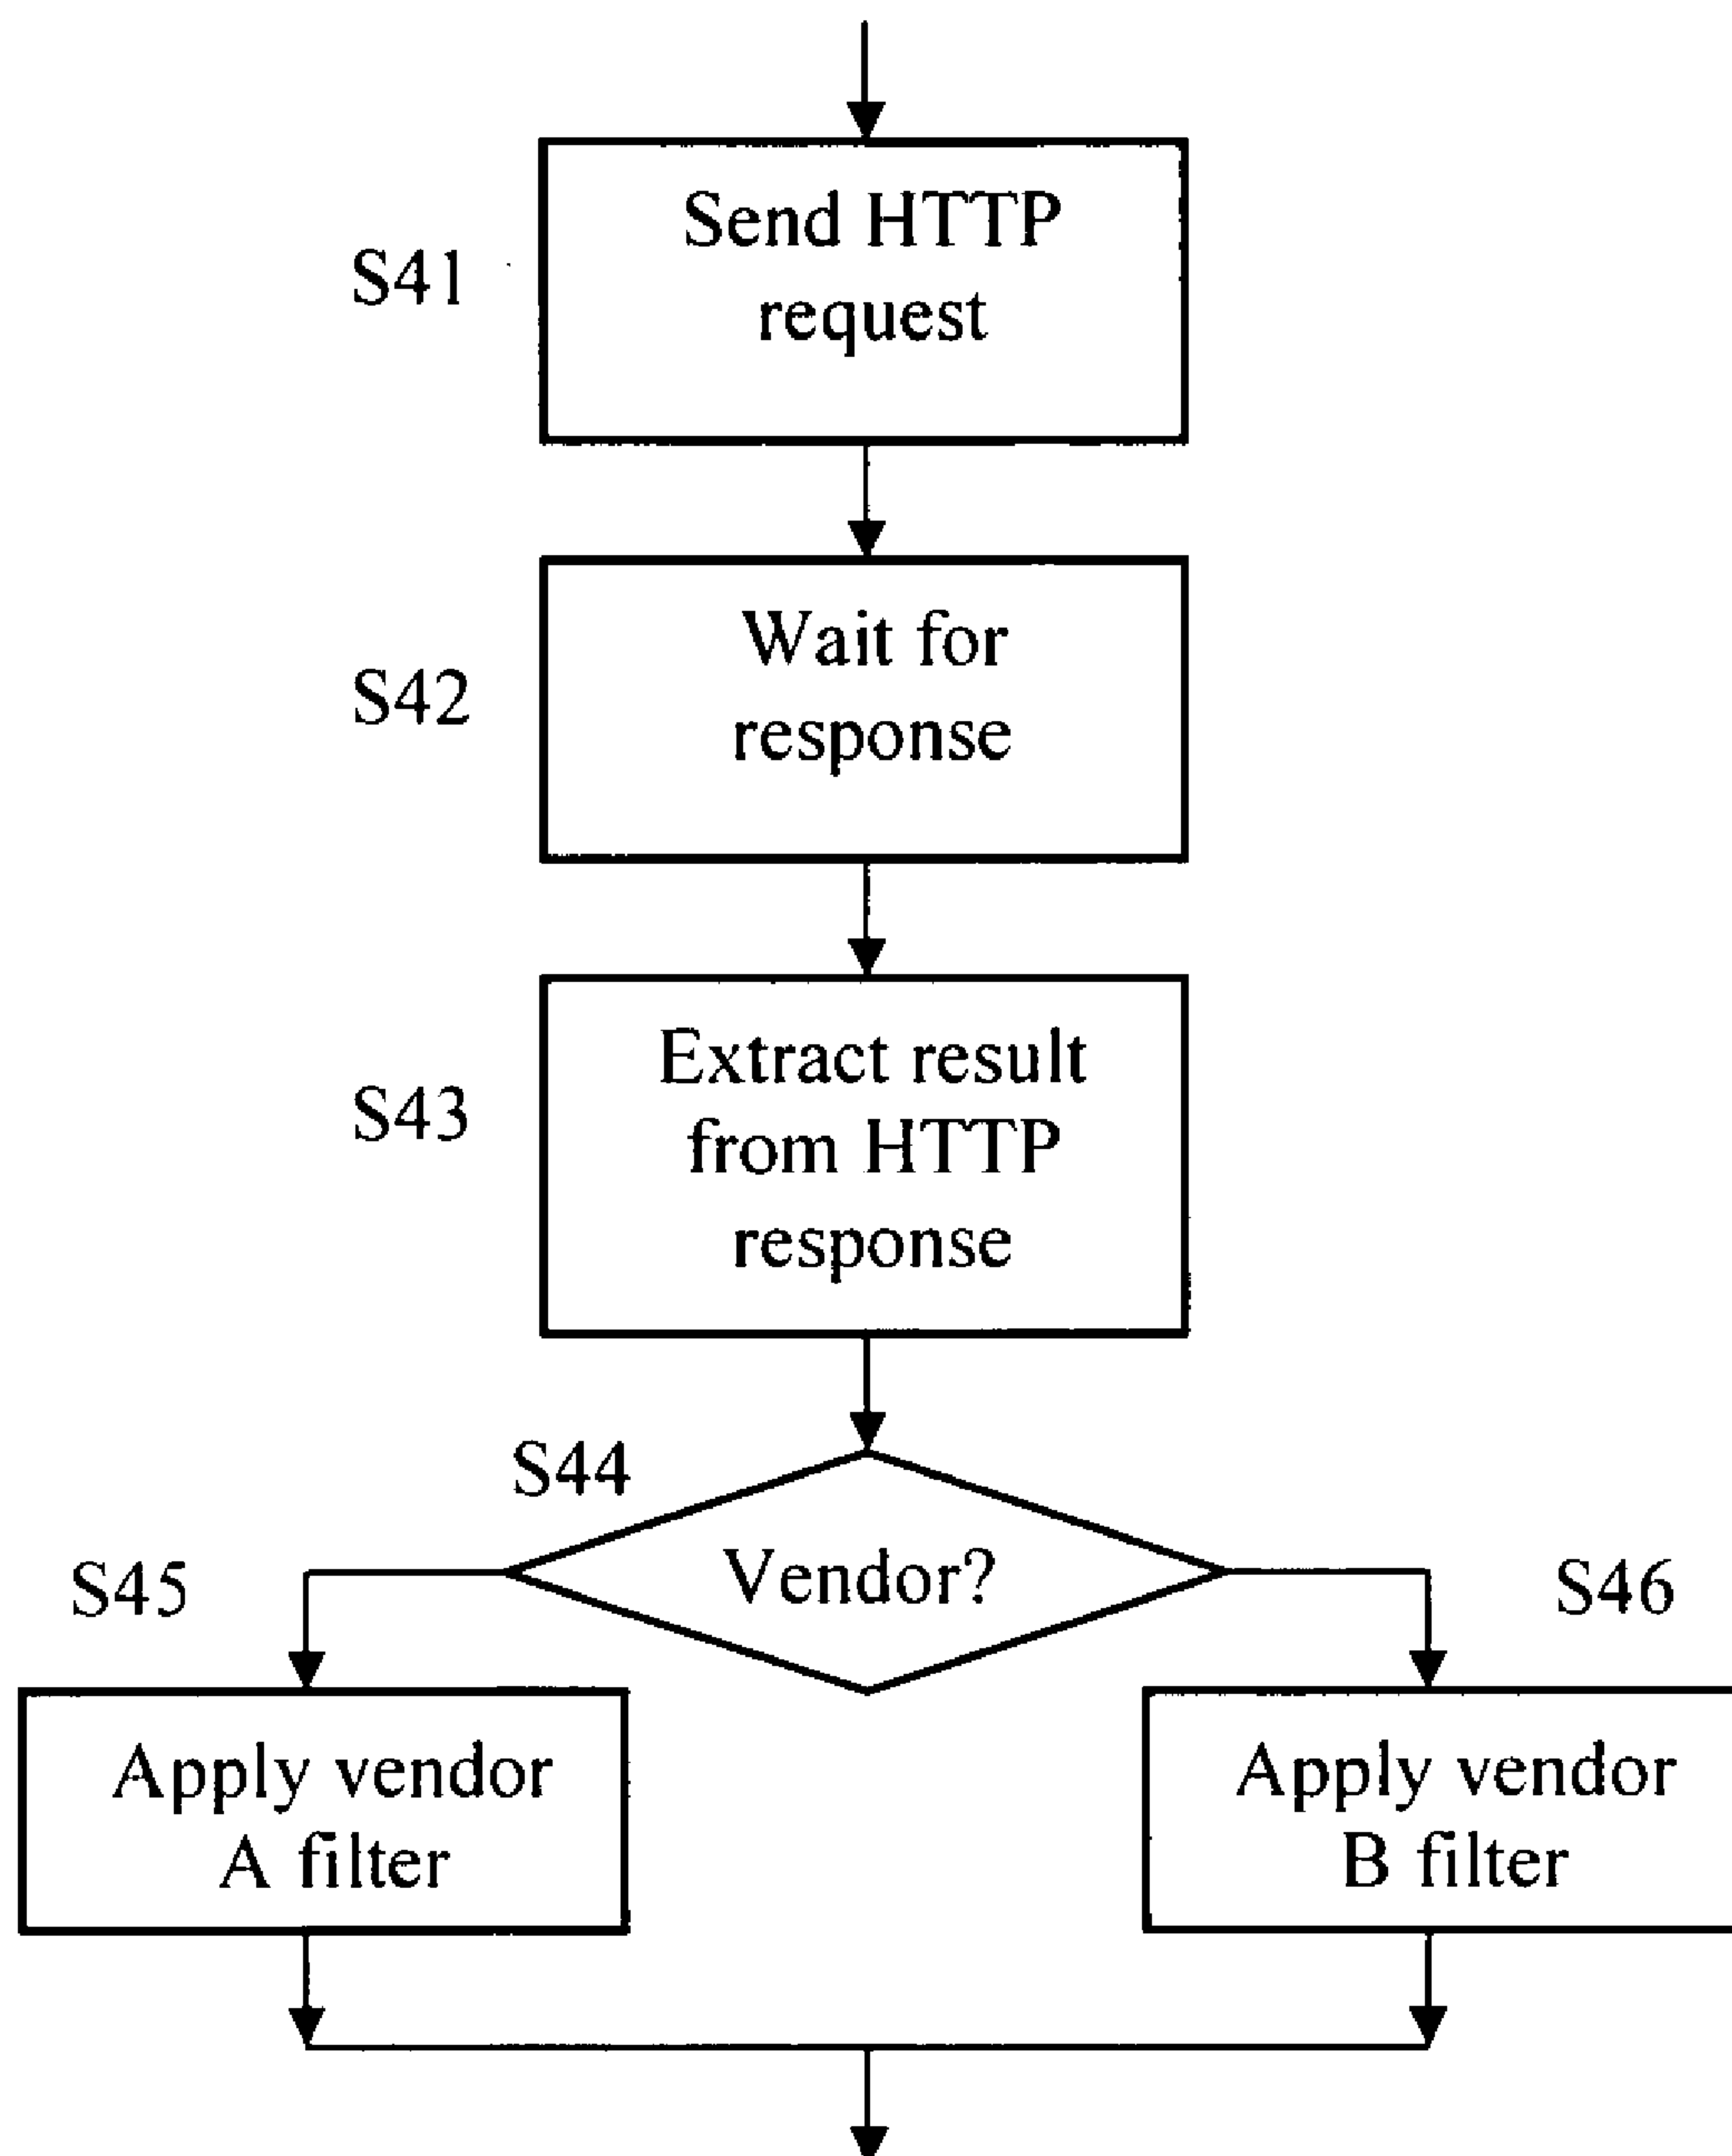 S41
Send HTTP
request
S42
Wait for
response
S43
Extract result
from HTTP
response
S44
Vendor?
S45
S46
Apply vendor
A filter
Apply vendor
B filter